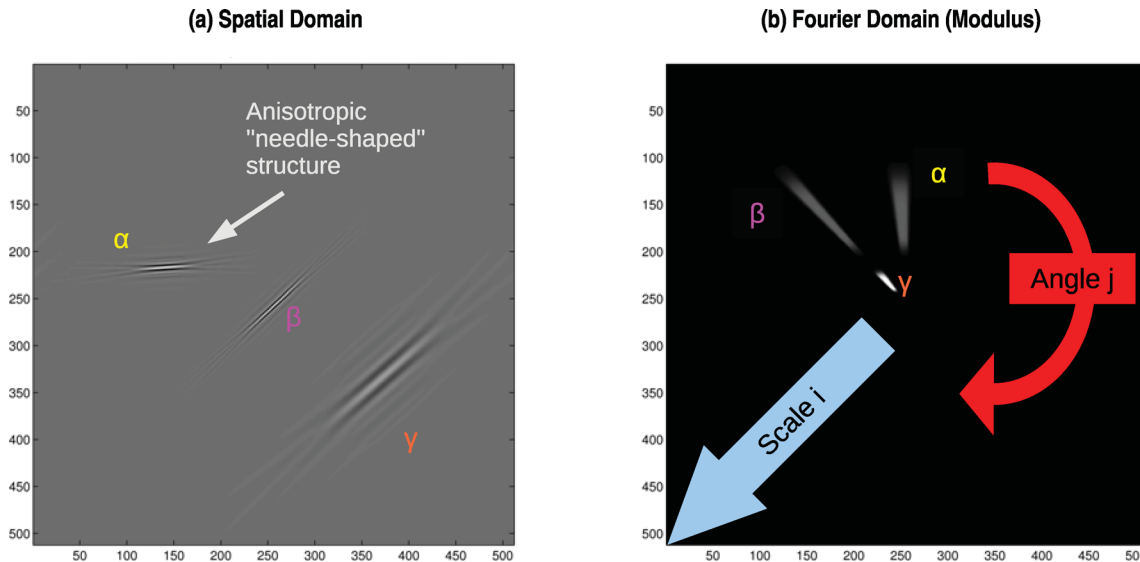 (a) Spatial Domain
Anisotropic
"needle-shaped"
structure
α
β
γ
50
100
150
200
250
300
350
400
450
500
50 100 150 200 250 300 350 400 450 500
(b) Fourier Domain (Modulus)
α
β
γ
Angle j
Scale i
50
100
150
200
250
300
350
400
450
500
50 100 150 200 250 300 350 400 450 500